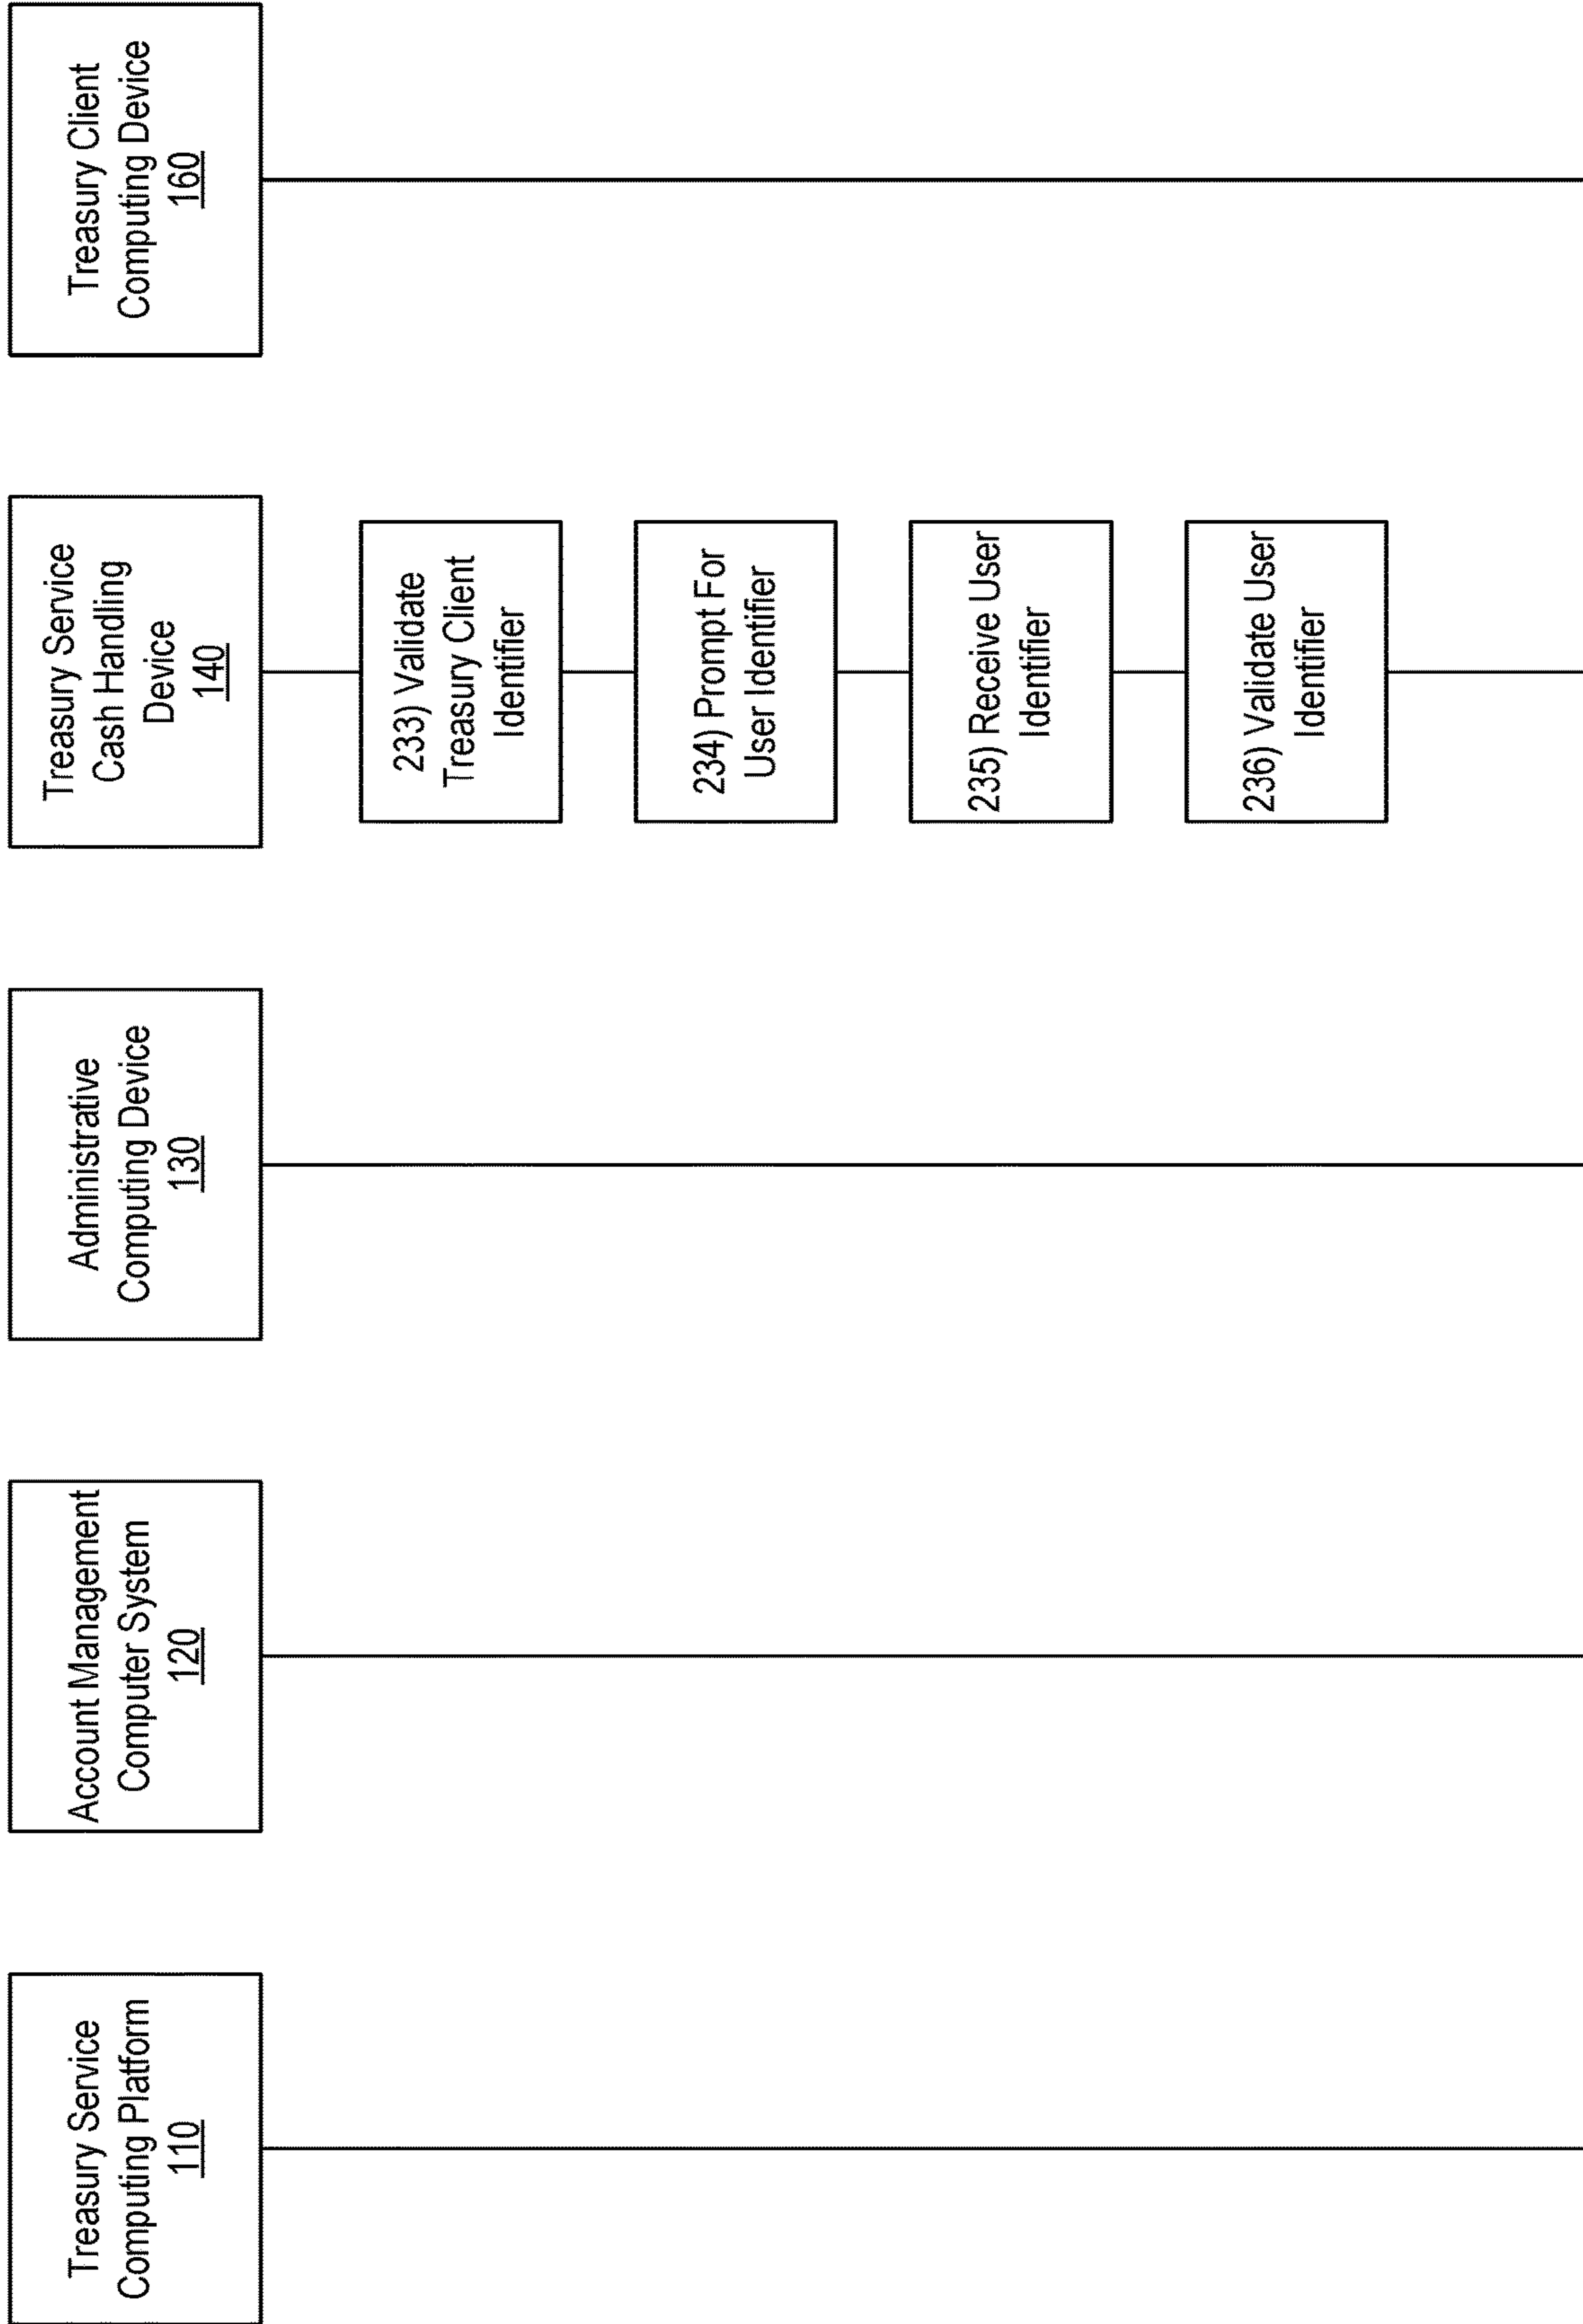 Treasury Service
Computing Platform
110
Account Management
Computer System
120
Administrative
Computing Device
130
Treasury Service
Cash Handling
Device
140
Treasury Client
Computing Device
160
233) Validate
Treasury Client
Identifier
234) Prompt For
User Identifier
235) Receive User
Identifier
236) Validate User
Identifier